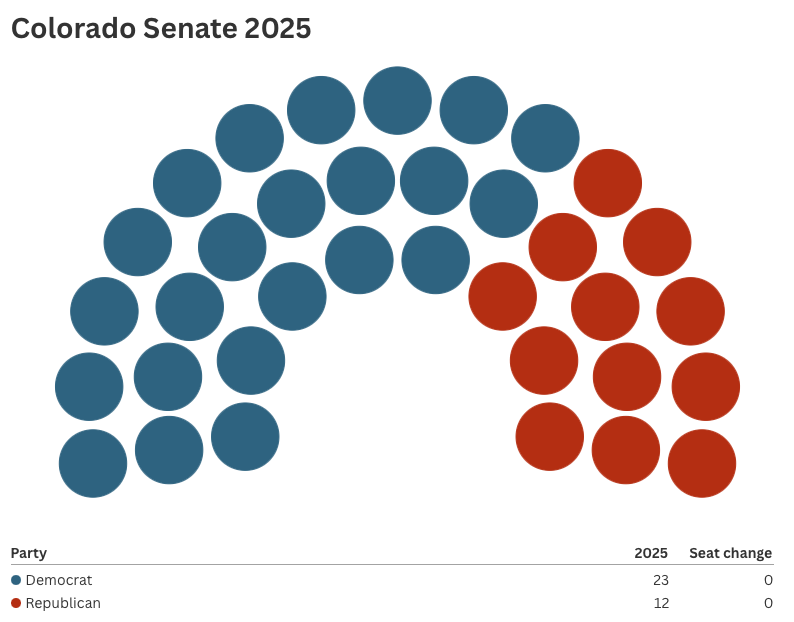 Colorado Senate 2025
Party 2025 Seat change
Democrat 23 0
Republican 12 0